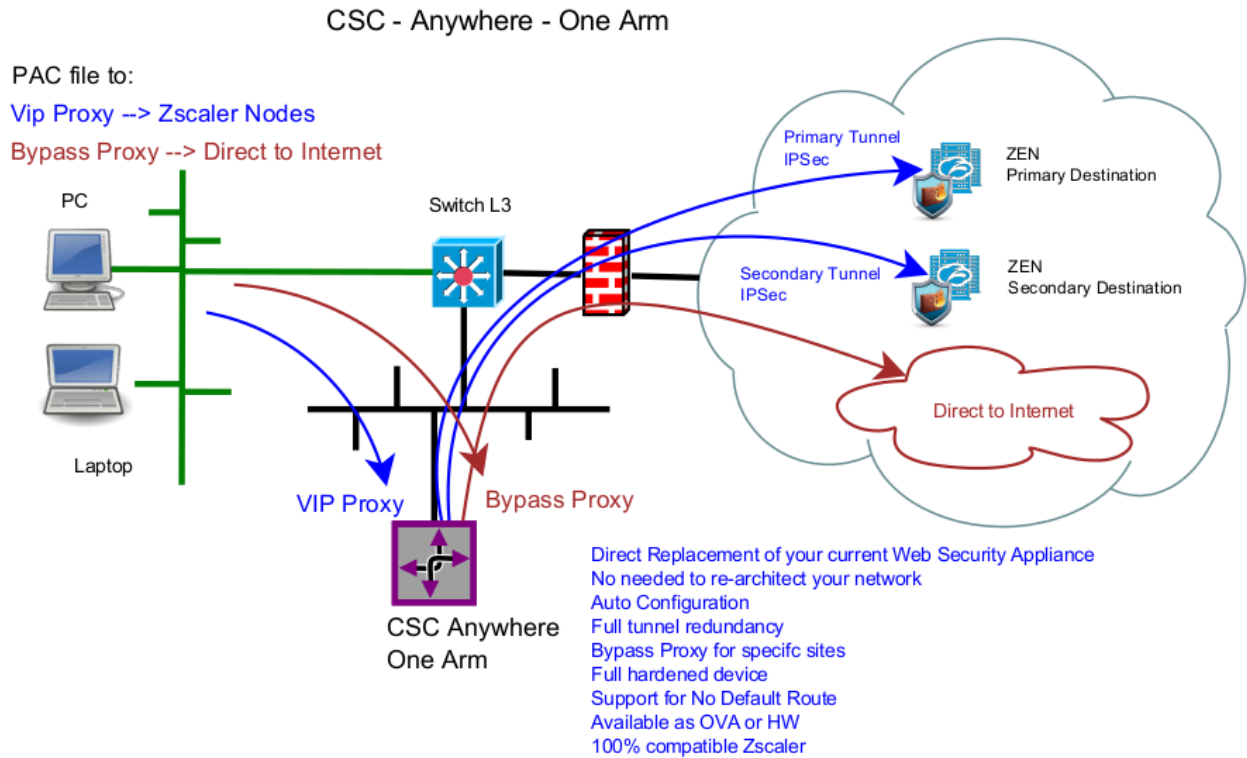 CSC - Anywhere - One Arm
PAC file to:
Vip Proxy --> Zscaler Nodes
Bypass Proxy --> Direct to Internet
PC
Switch L3
Primary Tunnel
IPSec
ZEN
Primary Destination
Secondary Tunnel
IPSec
ZEN
Secondary Destination
Direct to Internet
Laptop
VIP Proxy
Bypass Proxy
CSC Anywhere
One Arm
Direct Replacement of your current Web Security Appliance
No needed to re-architect your network
Auto Configuration
Full tunnel redundancy
Bypass Proxy for specifc sites
Full hardened device
Support for No Default Route
Available as OVA or HW
100% compatible Zscaler